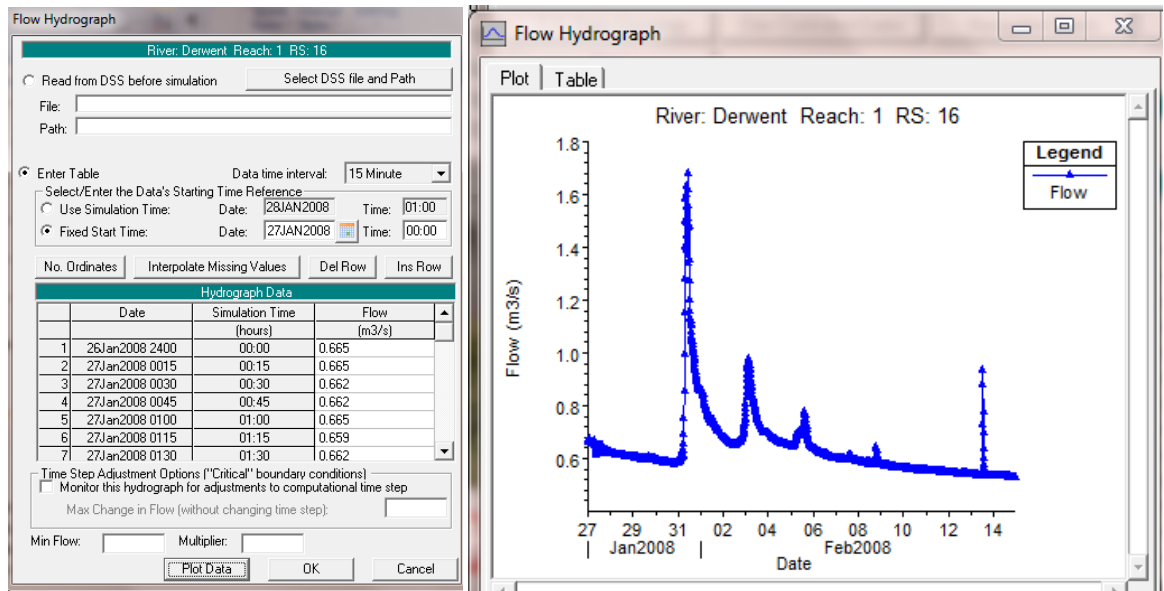 Flow Hydrograph
River: Derwent Reach: 1 RS: 16
Read from DSS before simulation
Select DSS file and Path
File:
Path:
Enter Table
Data time interval: 15 Minute
Select/Enter the Data's Starting Time Reference
Use Simulation Time: Date: 28JAN2008 Time: 01:00
Fixed Start Time: Date: 27JAN2008 Time: 00:00
No. Ordinates Interpolate Missing Values Del Row Ins Row
Hydrograph Data
Date Simulation Time Flow
(hours) (m3/s)
1 26Jan2008 2400 00:00 0.665
2 27Jan2008 0015 00:15 0.665
3 27Jan2008 0030 00:30 0.662
4 27Jan2008 0045 00:45 0.662
5 27Jan2008 0100 01:00 0.665
6 27Jan2008 0115 01:15 0.659
7 27Jan2008 0130 01:30 0.662
Time Step Adjustment Options ("Critical" boundary conditions)
Monitor this hydrograph for adjustments to computational time step
Max Change in Flow (without changing time step):
Min Flow: Multiplier:
Plot Data OK Cancel
Flow Hydrograph
Plot Table
River: Derwent Reach: 1 RS: 16
Legend
Flow
Flow (m3/s)
1.8
1.6
1.4
1.2
1.0
0.8
0.6
27 29 31 02 04 06 08 10 12 14
Jan2008 Feb2008
Date